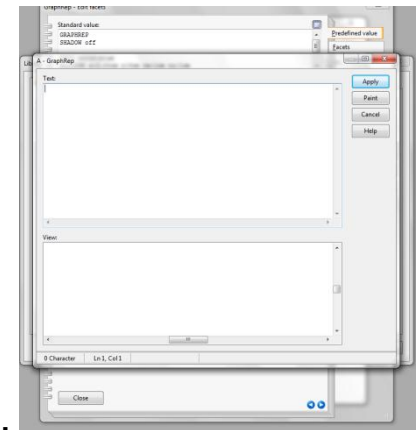 GraphRep - Edit facets
Standard value:
GRAPHREP
SHADOW off
Predefined value
Facets
A - GraphRep
Text:
Apply
Paint
Cancel
Help
View:
0 Character Ln 1, Col 1
Close